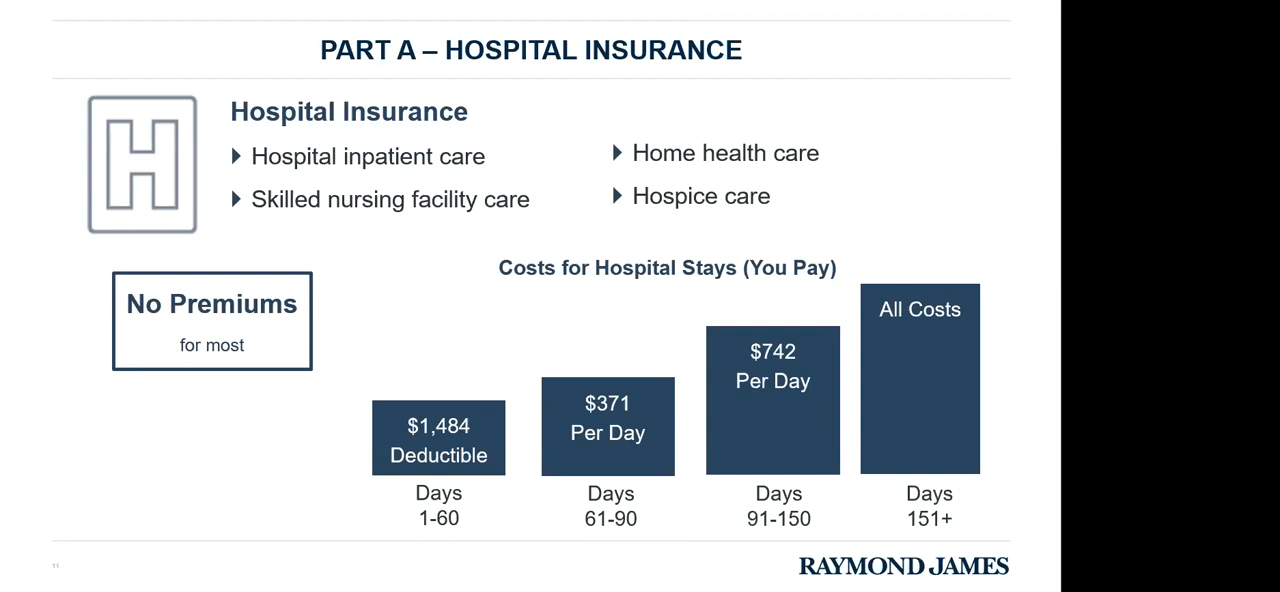 PART A – HOSPITAL INSURANCE
H
Hospital Insurance
Hospital inpatient care
Skilled nursing facility care
Home health care
Hospice care
No Premiums
for most
Costs for Hospital Stays (You Pay)
$1,484
Deductible
Days
1-60
$371
Per Day
Days
61-90
$742
Per Day
Days
91-150
All Costs
Days
151+
11
RAYMOND JAMES